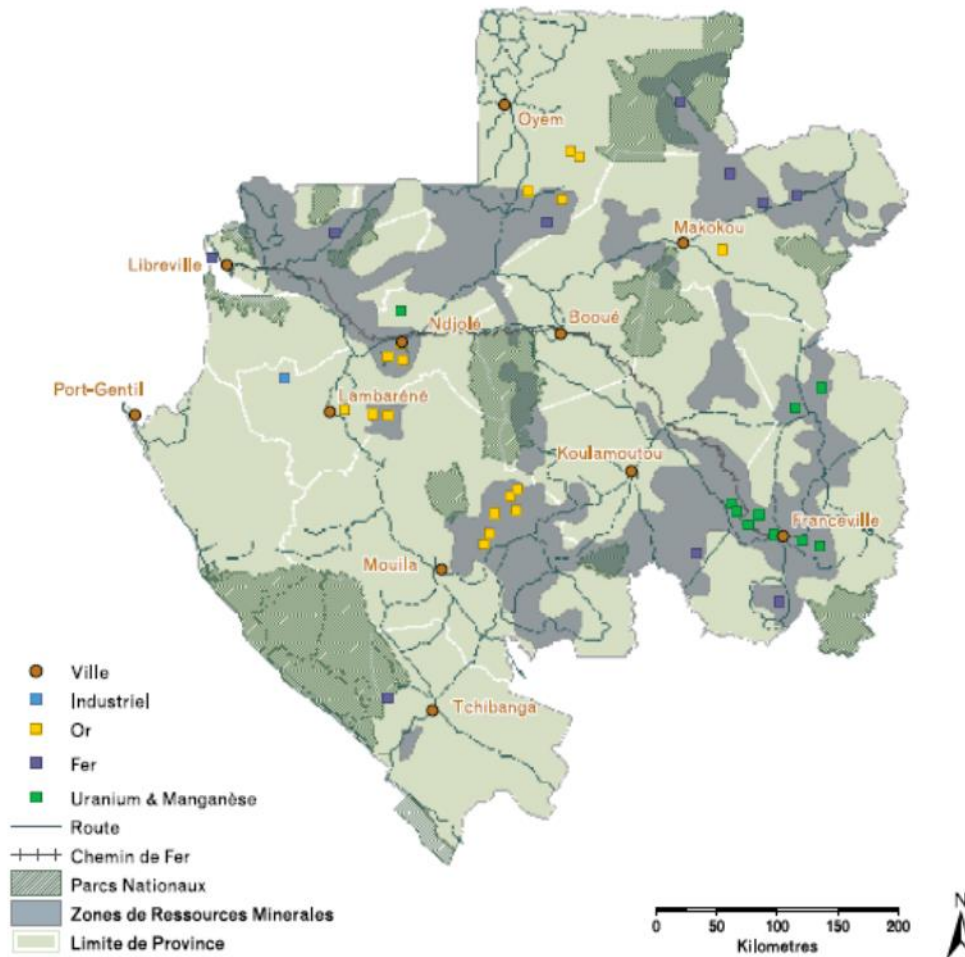 Oyem
Makokou
Libreville
Ndjolé
Booué
Port-Gentil
Lambaréné
Koulamoutou
Franceville
Mouila
Tchibanga
Ville
Industriel
Or
Fer
Uranium & Manganèse
Route
Chemin de Fer
Parcs Nationaux
Zones de Ressources Minerales
Limite de Province
0 50 100 150 200
Kilometres
N